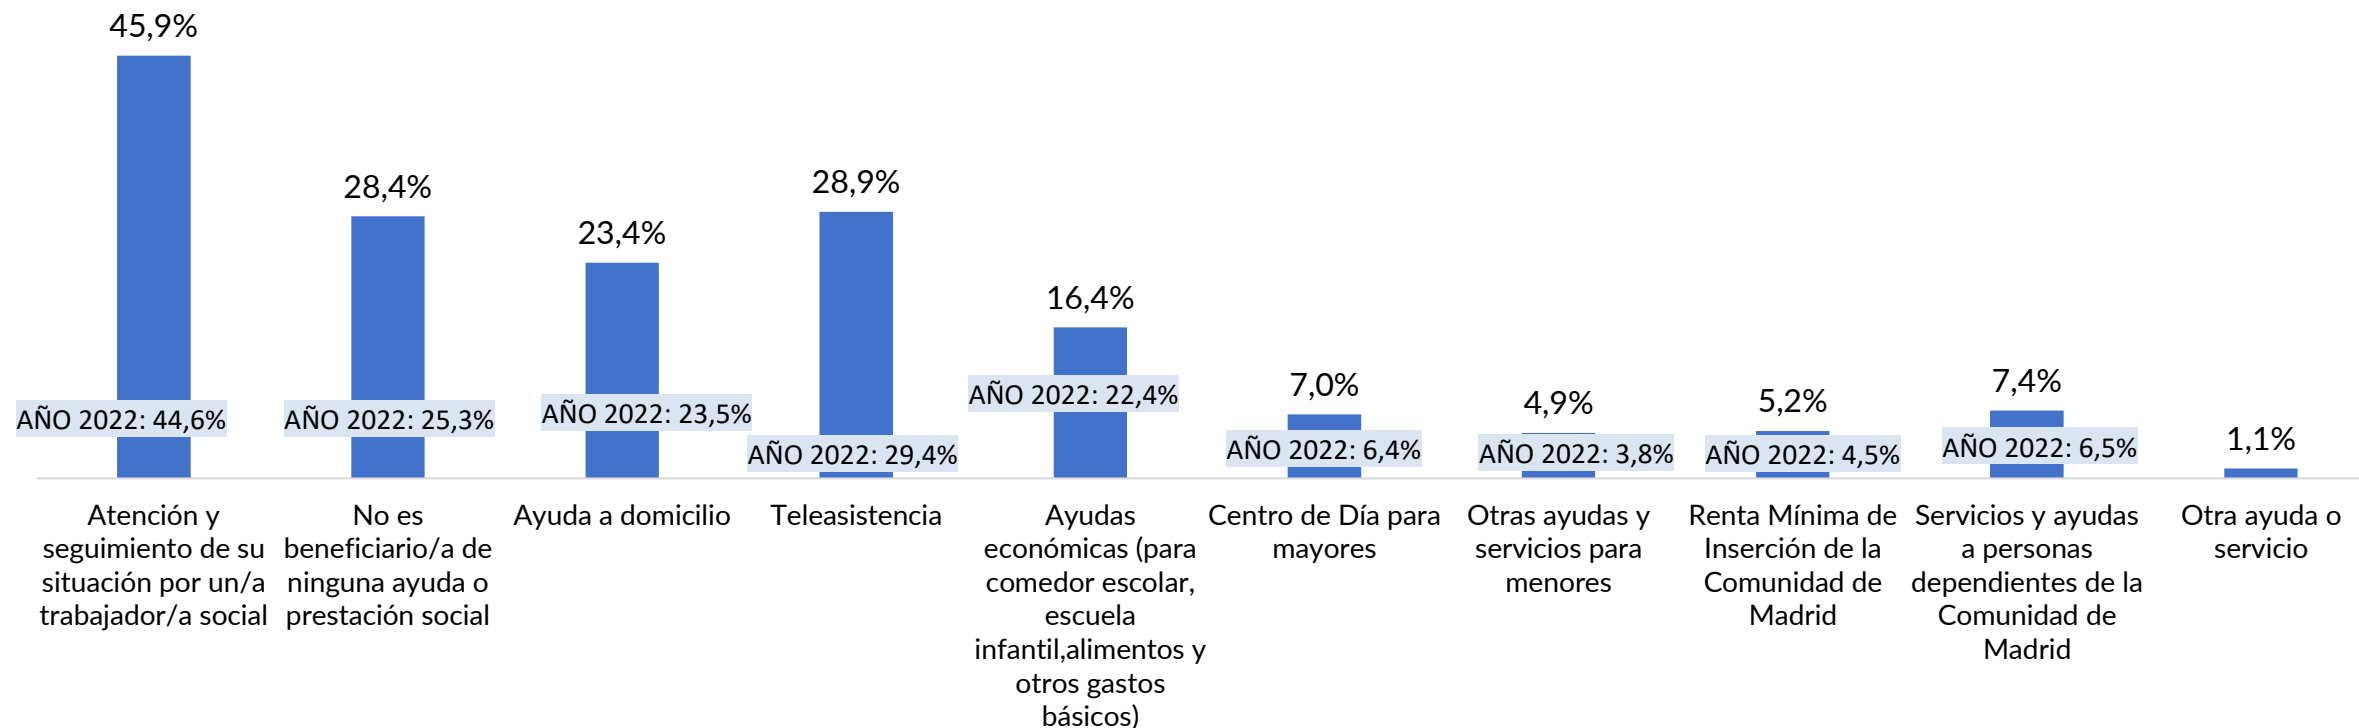 45,9%
28,4%
23,4%
28,9%
16,4%
7,0%
4,9%
5,2%
7,4%
1,1%
AÑO 2022: 44,6%
AÑO 2022: 25,3%
AÑO 2022: 23,5%
AÑO 2022: 29,4%
AÑO 2022: 22,4%
AÑO 2022: 6,4%
AÑO 2022: 3,8%
AÑO 2022: 4,5%
AÑO 2022: 6,5%
Atención y
seguimiento de su
situación por un/a
trabajador/a social
No es
beneficiario/a de
ninguna ayuda o
prestación social
Ayuda a domicilio
Teleasistencia
Ayudas
económicas (para
comedor escolar,
escuela
infantil,alimentos y
otros gastos
básicos)
Centro de Día para
mayores
Otras ayudas y
servicios para
menores
Renta Mínima de
Inserción de la
Comunidad de
Madrid
Servicios y ayudas
a personas
dependientes de la
Comunidad de
Madrid
Otra ayuda o
servicio